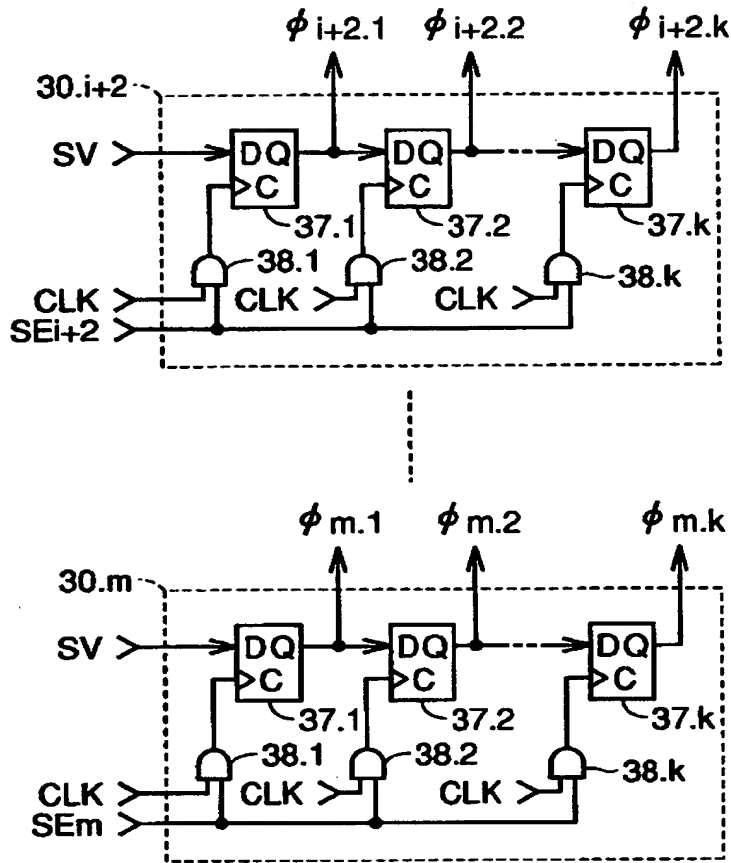 ϕ i+2.1 ϕ i+2.2 ϕ i+2.k
30.i+2
SV DQ DQ DQ
C C C
37.1 37.2 37.k
38.1 38.2 38.k
CLK CLK CLK
SEi+2
ϕ m.1 ϕ m.2 ϕ m.k
30.m
SV DQ DQ DQ
C C C
37.1 37.2 37.k
38.1 38.2 38.k
CLK CLK CLK
SEm